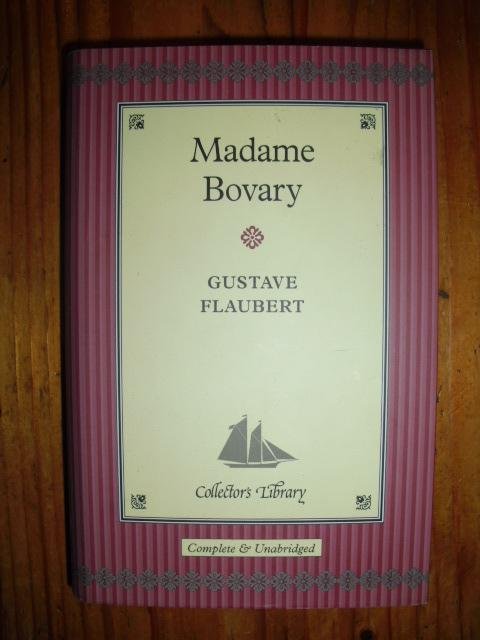 Madame
Bovary
GUSTAVE
FLAUBERT
Collector's Library
Complete & Unabridged